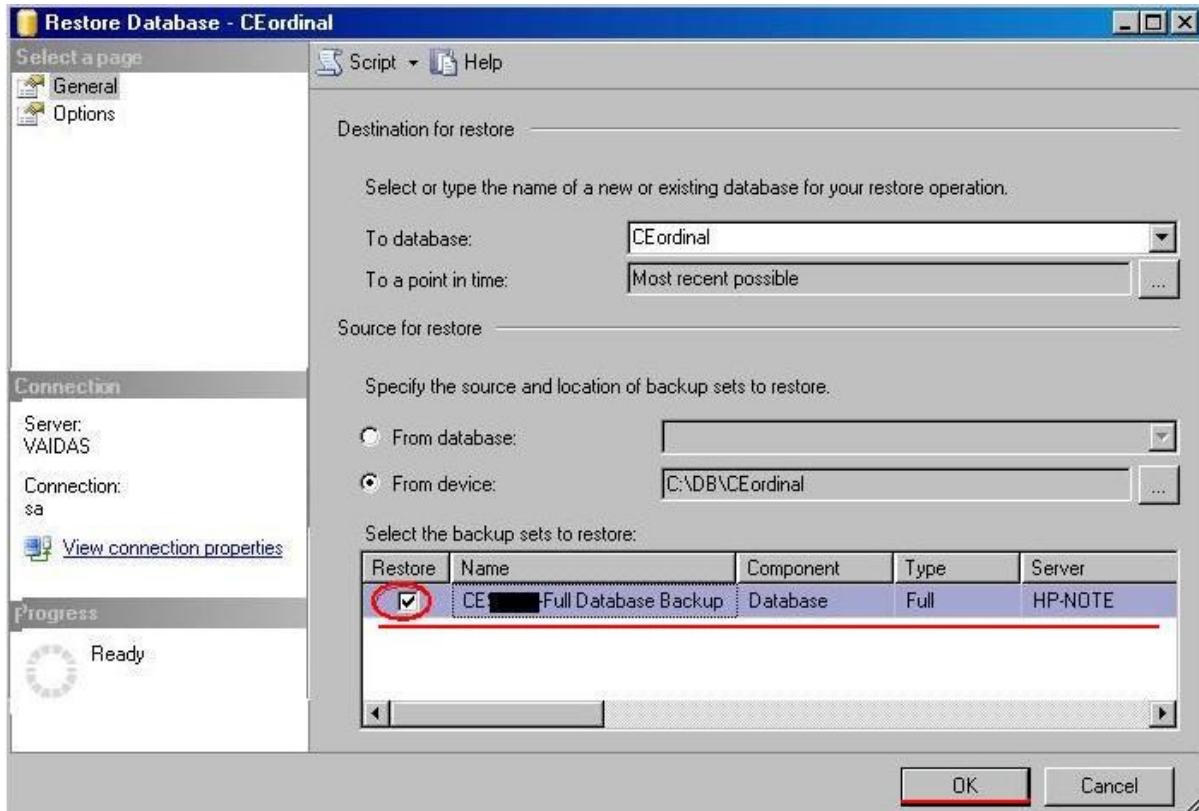 Restore Database - CEordinal
Select a page
General
Options
Script Help
Destination for restore
Select or type the name of a new or existing database for your restore operation.
To database: CEordinal
To a point in time: Most recent possible ...
Source for restore
Specify the source and location of backup sets to restore.
From database:
From device: C:\DB\CEordinal ...
Select the backup sets to restore:
Restore Name Component Type Server
-Full Database Backup Database Full HP-NOTE
Connection
Server:
VAIDAS
Connection:
sa
View connection properties
Progress
Ready
OK Cancel